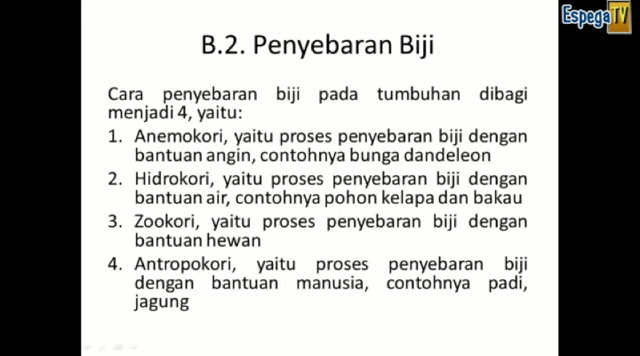 EspegaTV
B.2. Penyebaran Biji
Cara penyebaran biji pada tumbuhan dibagi
menjadi 4, yaitu:
1. Anemokori, yaitu proses penyebaran biji dengan
bantuan angin, contohnya bunga dandeleon
2. Hidrokori, yaitu proses penyebaran biji dengan
bantuan air, contohnya pohon kelapa dan bakau
3. Zookori, yaitu proses penyebaran biji dengan
bantuan hewan
4. Antropokori, yaitu proses penyebaran biji
dengan bantuan manusia, contohnya padi,
jagung